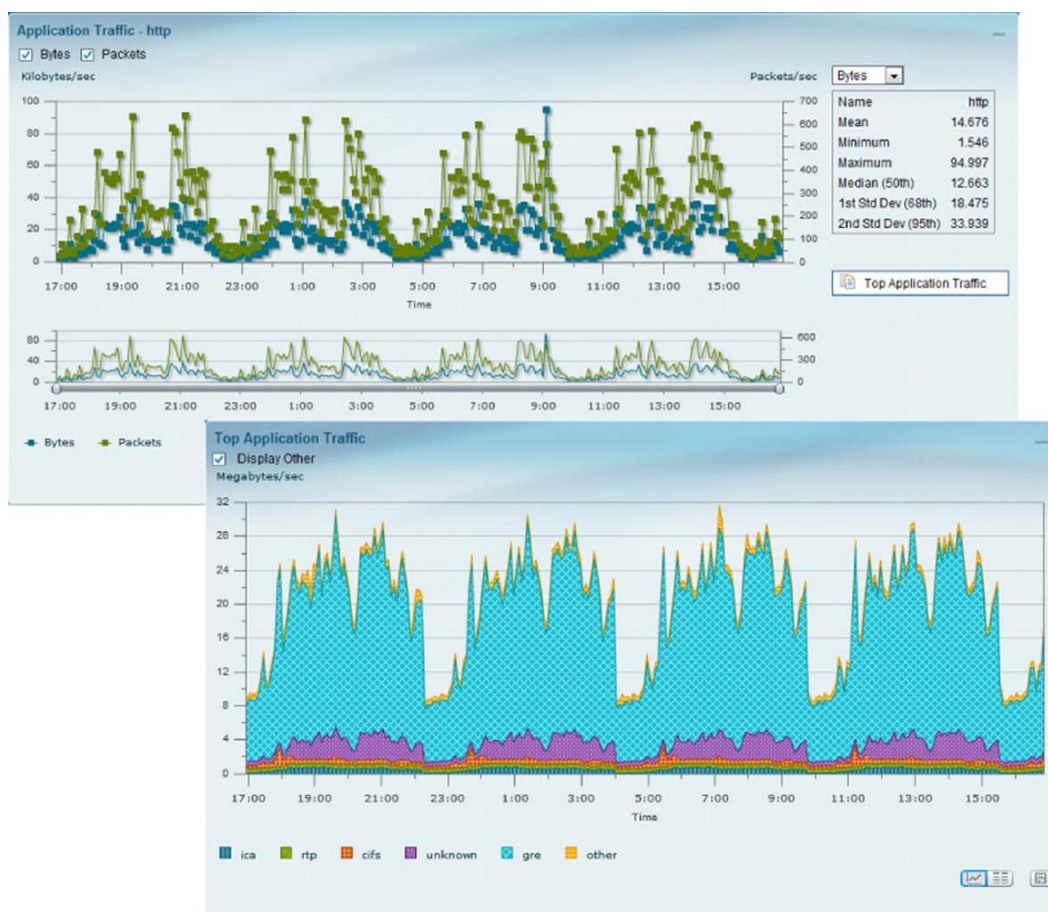 Application Traffic - http
Bytes Packets
Kilobytes/sec Packets/sec
100 80 60 40 20 0
700 600 500 400 300 200 100 0
17:00 19:00 21:00 23:00 1:00 3:00 5:00 7:00 9:00 11:00 13:00 15:00
Time
Bytes
Name http
Mean 14.676
Minimum 1.546
Maximum 94.997
Median (50th) 12.663
1st Std Dev (68th) 18.475
2nd Std Dev (95th) 33.939
Top Application Traffic
80 40 0
600 300 0
17:00 19:00 21:00 23:00 1:00 3:00 5:00 7:00 9:00 11:00 13:00 15:00
Bytes Packets
Top Application Traffic
Display Other
Megabytes/sec
32
28
24
20
16
12
8
4
0
17:00 19:00 21:00 23:00 1:00 3:00 5:00 7:00 9:00 11:00 13:00 15:00
Time
ica rtp cifs unknown gre other